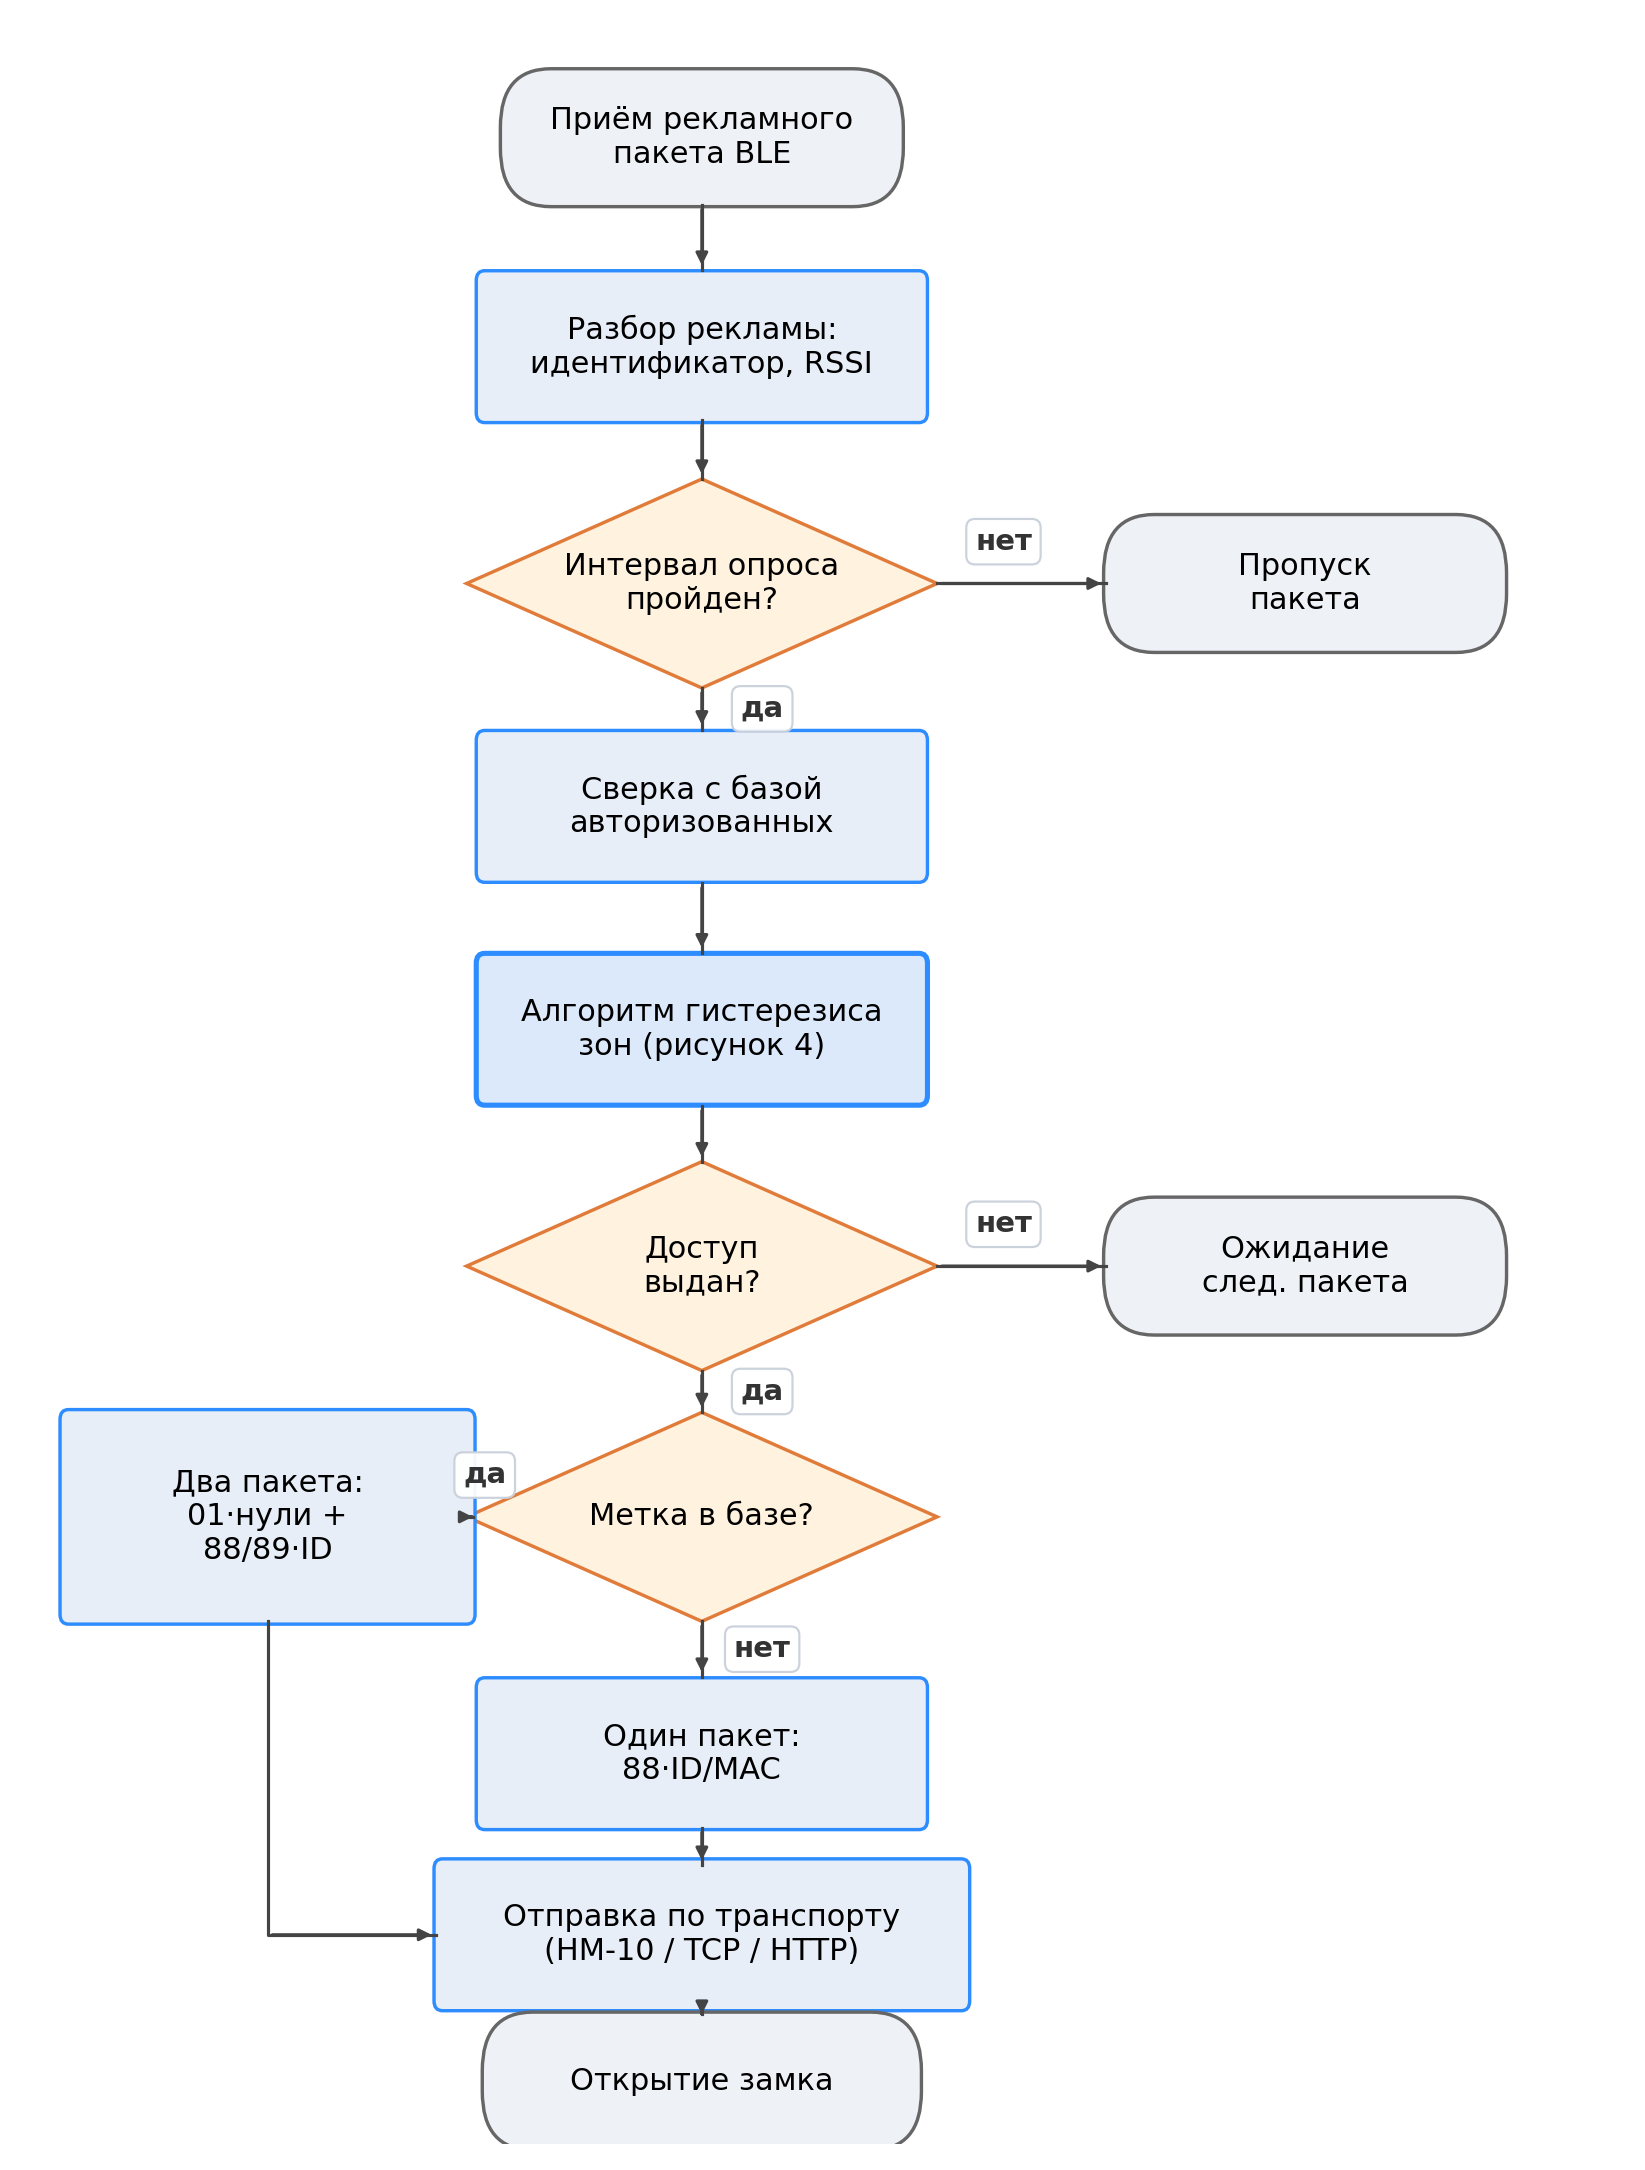 Приём рекламного
пакета BLE
Разбор рекламы:
идентификатор, RSSI
Интервал опроса
пройден?
нет
Пропуск
пакета
да
Сверка с базой
авторизованных
Алгоритм гистерезиса
зон (рисунок 4)
Доступ
выдан?
нет
Ожидание
след. пакета
да
Два пакета:
01·нули +
88/89·ID
да
Метка в базе?
нет
Один пакет:
88·ID/MAC
Отправка по транспорту
(HM-10 / TCP / HTTP)
Открытие замка